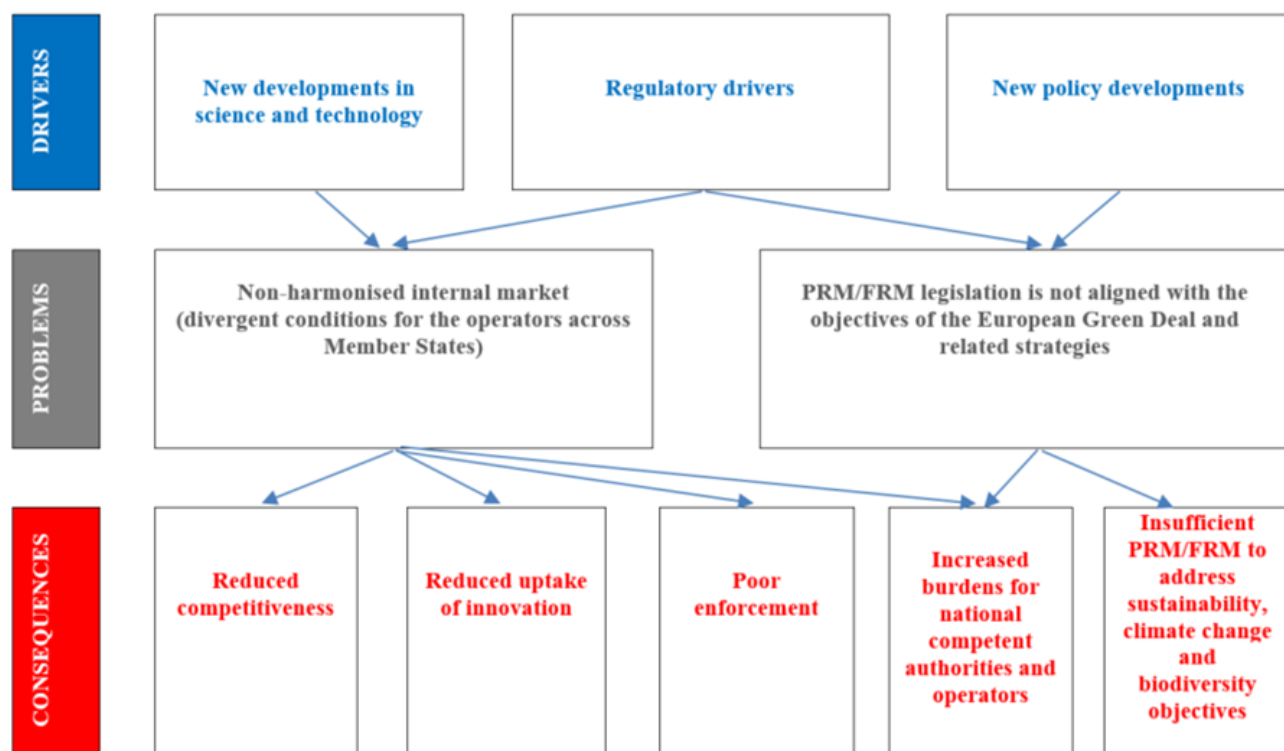 DRIVERS
New developments in
science and technology
Regulatory drivers
New policy developments
PROBLEMS
Non-harmonised internal market
(divergent conditions for the operators across
Member States)
PRM/FRM legislation is not aligned with the
objectives of the European Green Deal and
related strategies
CONSEQUENCES
Reduced
competitiveness
Reduced uptake
of innovation
Poor
enforcement
Increased
burdens for
national
competent
authorities and
operators
Insufficient
PRM/FRM to
address
sustainability,
climate change
and
biodiversity
objectives